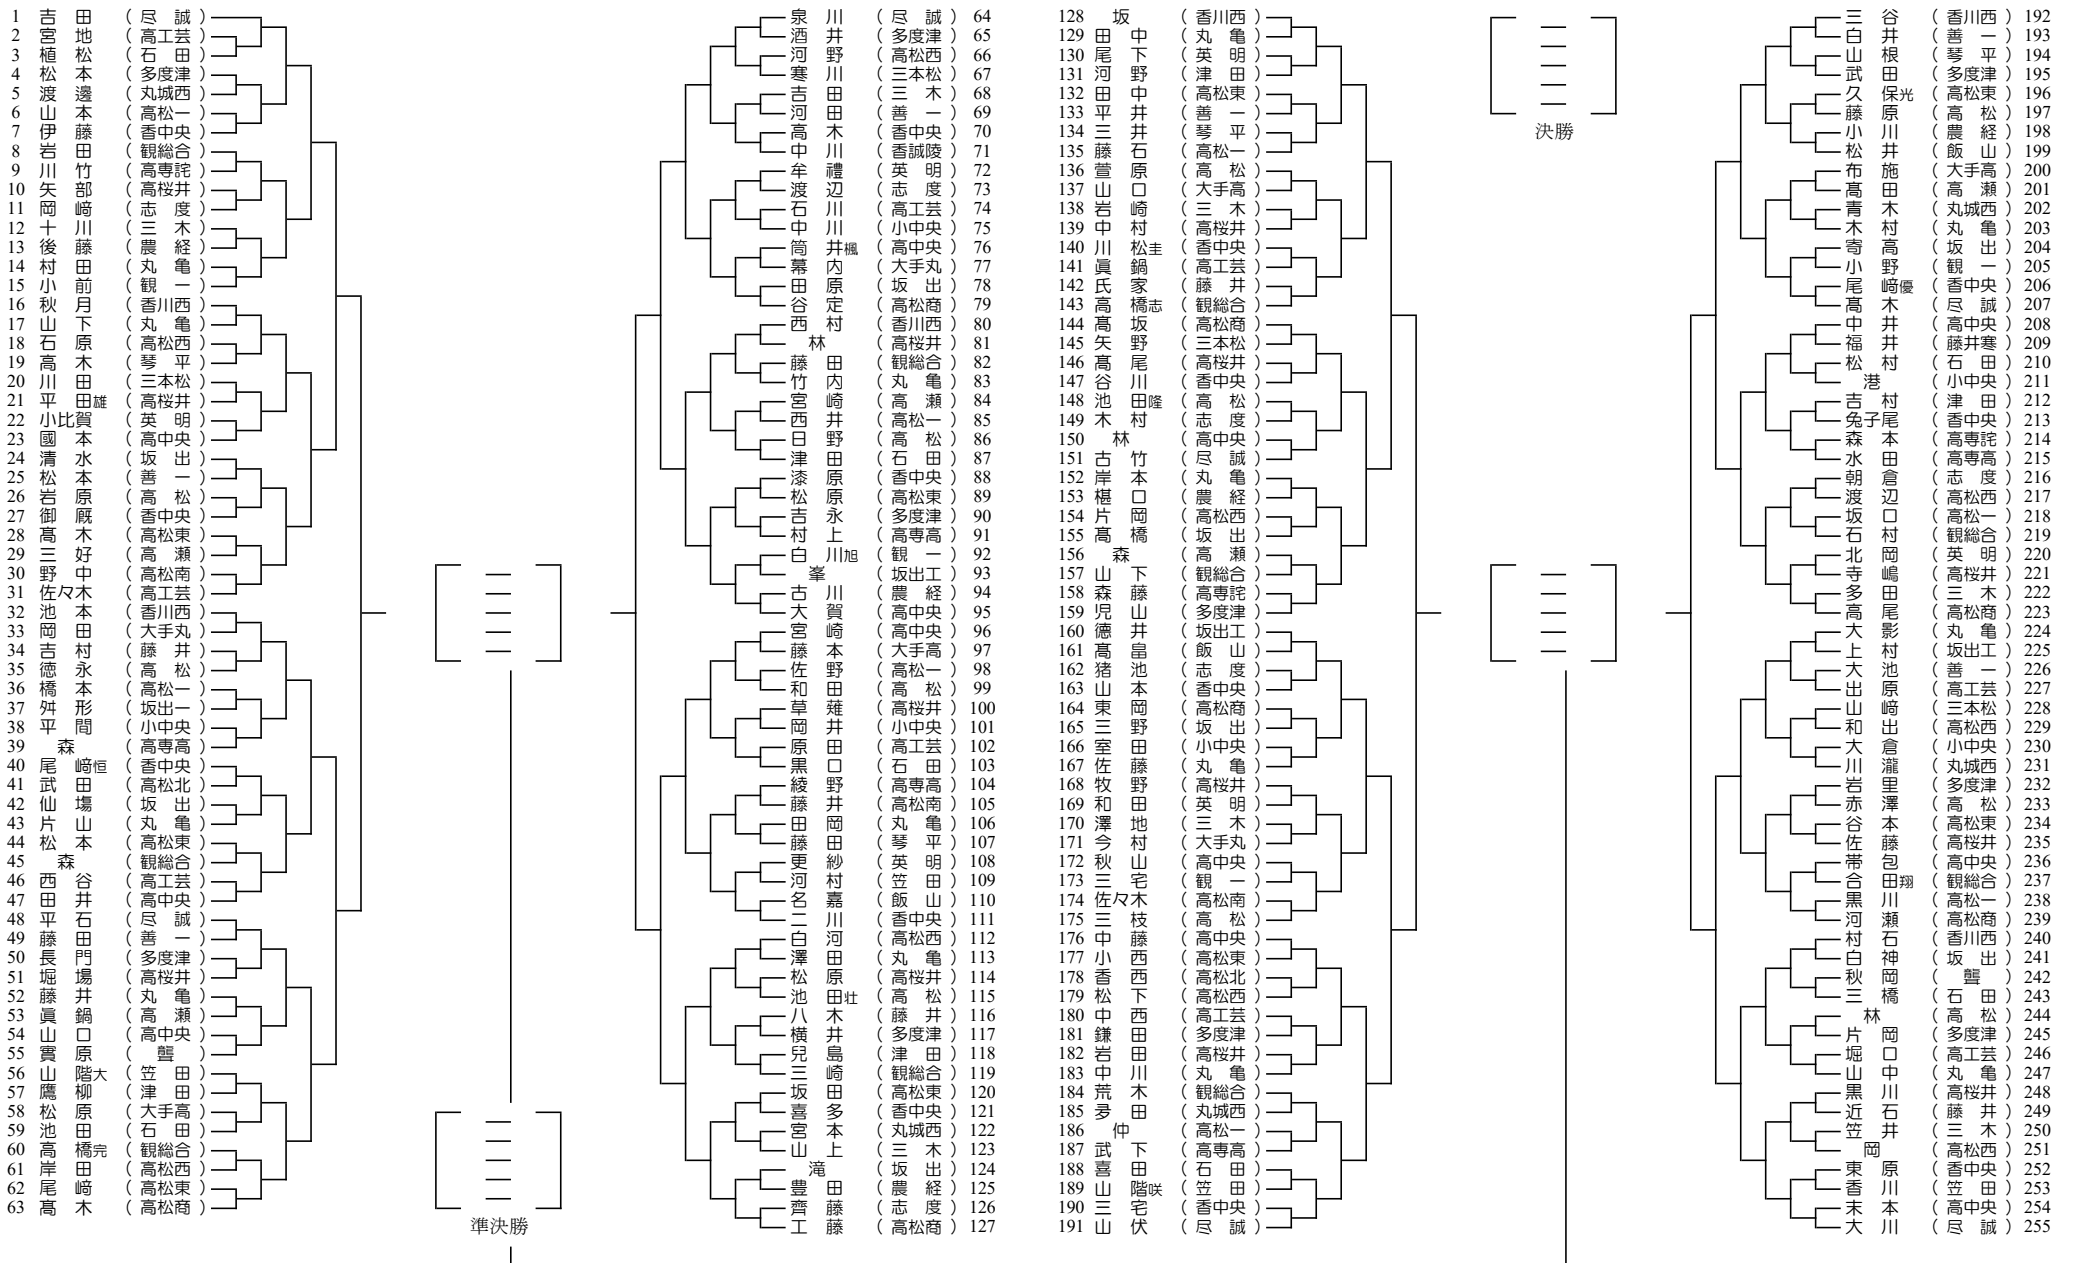 1 吉田 (尽誠)
2 宮地 (高工芸)
3 植松 (石田)
4 松本 (多度津)
5 渡邊 (丸城西)
6 山本 (高松一)
7 伊藤 (香中央)
8 岩田 (観総合)
9 川竹 (高専詫)
10 矢部 (高桜井)
11 岡﨑 (志度)
12 十川 (三木)
13 後藤 (農経)
14 村田 (丸亀)
15 小前 (観一)
16 秋月 (香川西)
17 山下 (丸亀)
18 石原 (高松西)
19 高木 (琴平)
20 川田 (三本松)
21 平田雄 (高桜井)
22 小比賀 (英明)
23 國本 (高中央)
24 清水 (坂出)
25 松本 (善一)
26 岩原 (高松)
27 御厩 (香中央)
28 髙木 (高松東)
29 三好 (高瀬)
30 野中 (高松南)
31 佐々木 (高工芸)
32 池本 (香川西)
33 岡田 (大手丸)
34 吉村 (藤井)
35 徳永 (高松)
36 橋本 (高松一)
37 舛形 (坂出一)
38 平間 (小中央)
39 森 (高専高)
40 尾﨑恒 (香中央)
41 武田 (高松北)
42 仙塲 (坂出)
43 片山 (丸亀)
44 松本 (高松東)
45 森 (観総合)
46 西谷 (高工芸)
47 田井 (高中央)
48 平石 (尽誠)
49 藤田 (善一)
50 長門 (多度津)
51 堀場 (高桜井)
52 藤井 (丸亀)
53 眞鍋 (高瀬)
54 山口 (高中央)
55 實原 (聾)
56 山階大 (笠田)
57 鷹柳 (津田)
58 松原 (大手高)
59 池田 (石田)
60 高橋完 (観総合)
61 岸田 (高松西)
62 尾﨑 (高松東)
63 髙木 (高松商)
準決勝
泉川 (尽誠) 64
酒井 (多度津) 65
河野 (高松西) 66
寒川 (三本松) 67
吉田 (三木) 68
河田 (善一) 69
高木 (香中央) 70
中川 (香誠陵) 71
牟禮 (英明) 72
渡辺 (志度) 73
石川 (高工芸) 74
中川 (小中央) 75
筒井楓 (高中央) 76
幕内 (大手丸) 77
田原 (坂出) 78
谷定 (高松商) 79
西村 (香川西) 80
林 (高桜井) 81
藤田 (観総合) 82
竹内 (丸亀) 83
宮崎 (高瀬) 84
西井 (高松一) 85
日野 (高松) 86
津田 (石田) 87
漆原 (香中央) 88
松原 (高松東) 89
吉永 (多度津) 90
村上 (高専高) 91
白川旭 (観一) 92
峯 (坂出工) 93
古川 (農経) 94
大賀 (高中央) 95
宮崎 (高中央) 96
藤本 (大手高) 97
佐野 (高松一) 98
和田 (高松) 99
草薙 (高桜井) 100
岡井 (小中央) 101
原田 (高工芸) 102
黒口 (石田) 103
綾野 (高専高) 104
藤井 (高松南) 105
田岡 (丸亀) 106
藤田 (琴平) 107
更紗 (英明) 108
河村 (笠田) 109
名嘉 (飯山) 110
二川 (香中央) 111
白河 (高松西) 112
澤田 (丸亀) 113
松原 (高桜井) 114
池田壮 (高松) 115
八木 (藤井) 116
横井 (多度津) 117
兒島 (津田) 118
三崎 (観総合) 119
坂田 (高松東) 120
喜多 (香中央) 121
宮本 (丸城西) 122
山上 (三木) 123
滝 (坂出) 124
豊田 (農経) 125
齊藤 (志度) 126
工藤 (高松商) 127
128 坂 (香川西)
129 田中 (丸亀)
130 尾下 (英明)
131 河野 (津田)
132 田中 (高松東)
133 平井 (善一)
134 三井 (琴平)
135 藤石 (高松一)
136 萱原 (高松)
137 山口 (大手高)
138 岩崎 (三木)
139 中村 (高桜井)
140 川松圭 (香中央)
141 眞鍋 (高工芸)
142 氏家 (藤井)
143 高橋志 (観総合)
144 髙坂 (高松商)
145 矢野 (三本松)
146 髙尾 (高桜井)
147 谷川 (香中央)
148 池田隆 (高松)
149 木村 (志度)
150 林 (高中央)
151 古竹 (尽誠)
152 岸本 (丸亀)
153 椹口 (農経)
154 片岡 (高松西)
155 髙橋 (坂出)
156 森 (高瀬)
157 山下 (観総合)
158 森藤 (高専詫)
159 児山 (多度津)
160 德井 (坂出工)
161 髙畠 (飯山)
162 猪池 (志度)
163 山本 (香中央)
164 東岡 (高松商)
165 三野 (坂出)
166 室田 (小中央)
167 佐藤 (丸亀)
168 牧野 (高桜井)
169 和田 (英明)
170 澤地 (三木)
171 今村 (大手丸)
172 秋山 (高中央)
173 三宅 (観一)
174 佐々木 (高松南)
175 三枝 (高松)
176 中藤 (高中央)
177 小西 (高松東)
178 香西 (高松北)
179 松下 (高松西)
180 中西 (高工芸)
181 鎌田 (多度津)
182 岩田 (高桜井)
183 中川 (丸亀)
184 荒木 (観総合)
185 㝎田 (丸城西)
186 仲 (高松一)
187 武下 (高専高)
188 喜田 (石田)
189 山階咲 (笠田)
190 三宅 (香中央)
191 山伏 (尽誠)
決勝
三谷 (香川西) 192
白井 (善一) 193
山根 (琴平) 194
武田 (多度津) 195
久保光 (高松東) 196
藤原 (高松) 197
小川 (農経) 198
松井 (飯山) 199
布施 (大手高) 200
髙田 (高瀬) 201
青木 (丸城西) 202
木村 (丸亀) 203
寄高 (坂出) 204
小野 (観一) 205
尾﨑優 (香中央) 206
髙木 (尽誠) 207
中井 (高中央) 208
福井 (藤井寒) 209
松村 (石田) 210
港 (小中央) 211
吉村 (津田) 212
兔子尾 (香中央) 213
森本 (高専詫) 214
水田 (高専高) 215
朝倉 (志度) 216
渡辺 (高松西) 217
坂口 (高松一) 218
石村 (観総合) 219
北岡 (英明) 220
寺嶋 (高桜井) 221
多田 (三木) 222
高尾 (高松商) 223
大影 (丸亀) 224
上村 (坂出工) 225
大池 (善一) 226
出原 (高工芸) 227
山﨑 (三本松) 228
和出 (高松西) 229
大倉 (小中央) 230
川瀧 (丸城西) 231
岩里 (多度津) 232
赤澤 (高松) 233
谷本 (高松東) 234
佐藤 (高桜井) 235
帯包 (高中央) 236
合田翔 (観総合) 237
黒川 (高松一) 238
河瀬 (高松商) 239
村石 (香川西) 240
白神 (坂出) 241
秋岡 (聾) 242
三橋 (石田) 243
林 (高松) 244
片岡 (多度津) 245
堀口 (高工芸) 246
山中 (丸亀) 247
黒川 (高桜井) 248
近石 (藤井) 249
笠井 (三木) 250
岡 (高松西) 251
東原 (香中央) 252
香川 (笠田) 253
末本 (高中央) 254
大川 (尽誠) 255